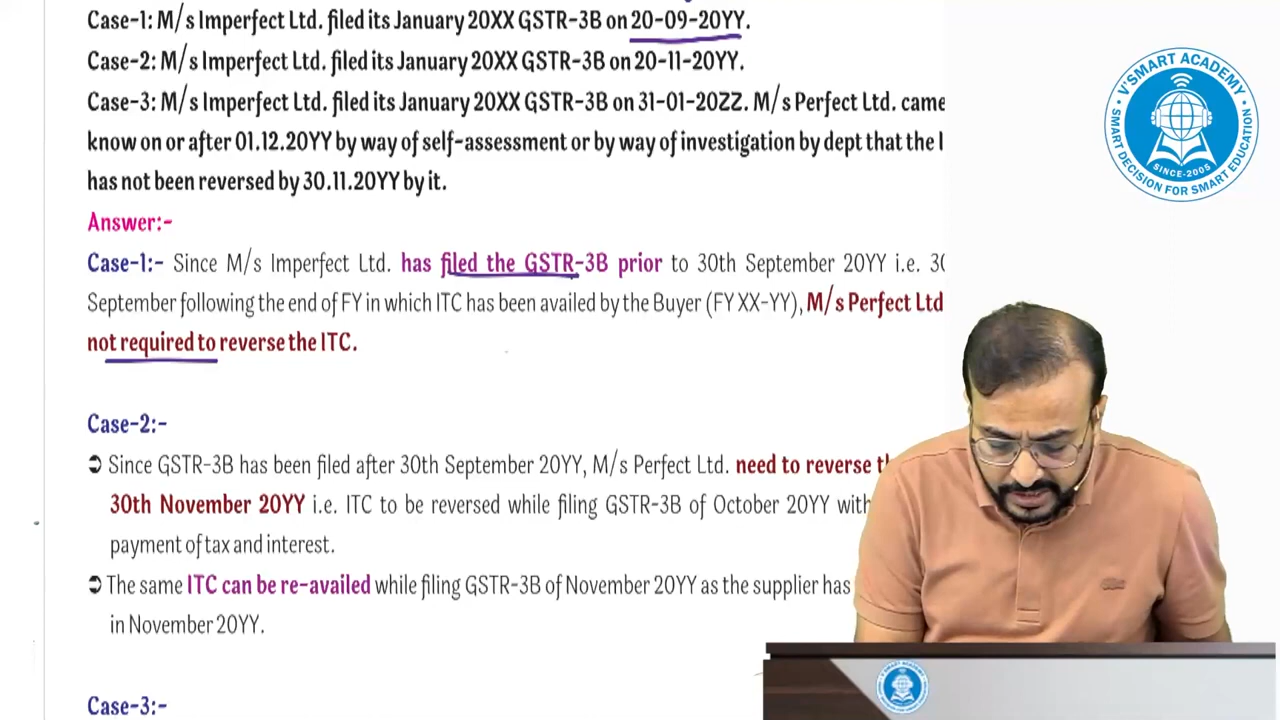 Case-1: M/s Imperfect Ltd. filed its January 20XX GSTR-3B on 20-09-20YY.
Case-2: M/s Imperfect Ltd. filed its January 20XX GSTR-3B on 20-11-20YY.
Case-3: M/s Imperfect Ltd. filed its January 20XX GSTR-3B on 31-01-20ZZ. M/s Perfect Ltd. came
know on or after 01.12.20YY by way of self-assessment or by way of investigation by dept that the
has not been reversed by 30.11.20YY by it.
Answer:-
Case-1:- Since M/s Imperfect Ltd. has filed the GSTR-3B prior to 30th September 20YY i.e. 30
September following the end of FY in which ITC has been availed by the Buyer (FY XX-YY), M/s Perfect Ltd
not required to reverse the ITC.
Case-2:-
➲ Since GSTR-3B has been filed after 30th September 20YY, M/s Perfect Ltd. need to reverse
30th November 20YY i.e. ITC to be reversed while filing GSTR-3B of October 20YY with
payment of tax and interest.
➲ The same ITC can be re-availed while filing GSTR-3B of November 20YY as the supplier has
in November 20YY.
Case-3:-
V'SMART ACADEMY
SINCE-2005
SMART DECISION FOR SMART EDUCATION